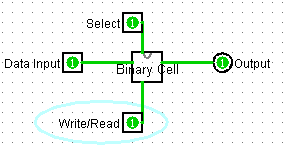 Select 1
Data Input 1 Binary Cell 1 Output
Write/Read 1